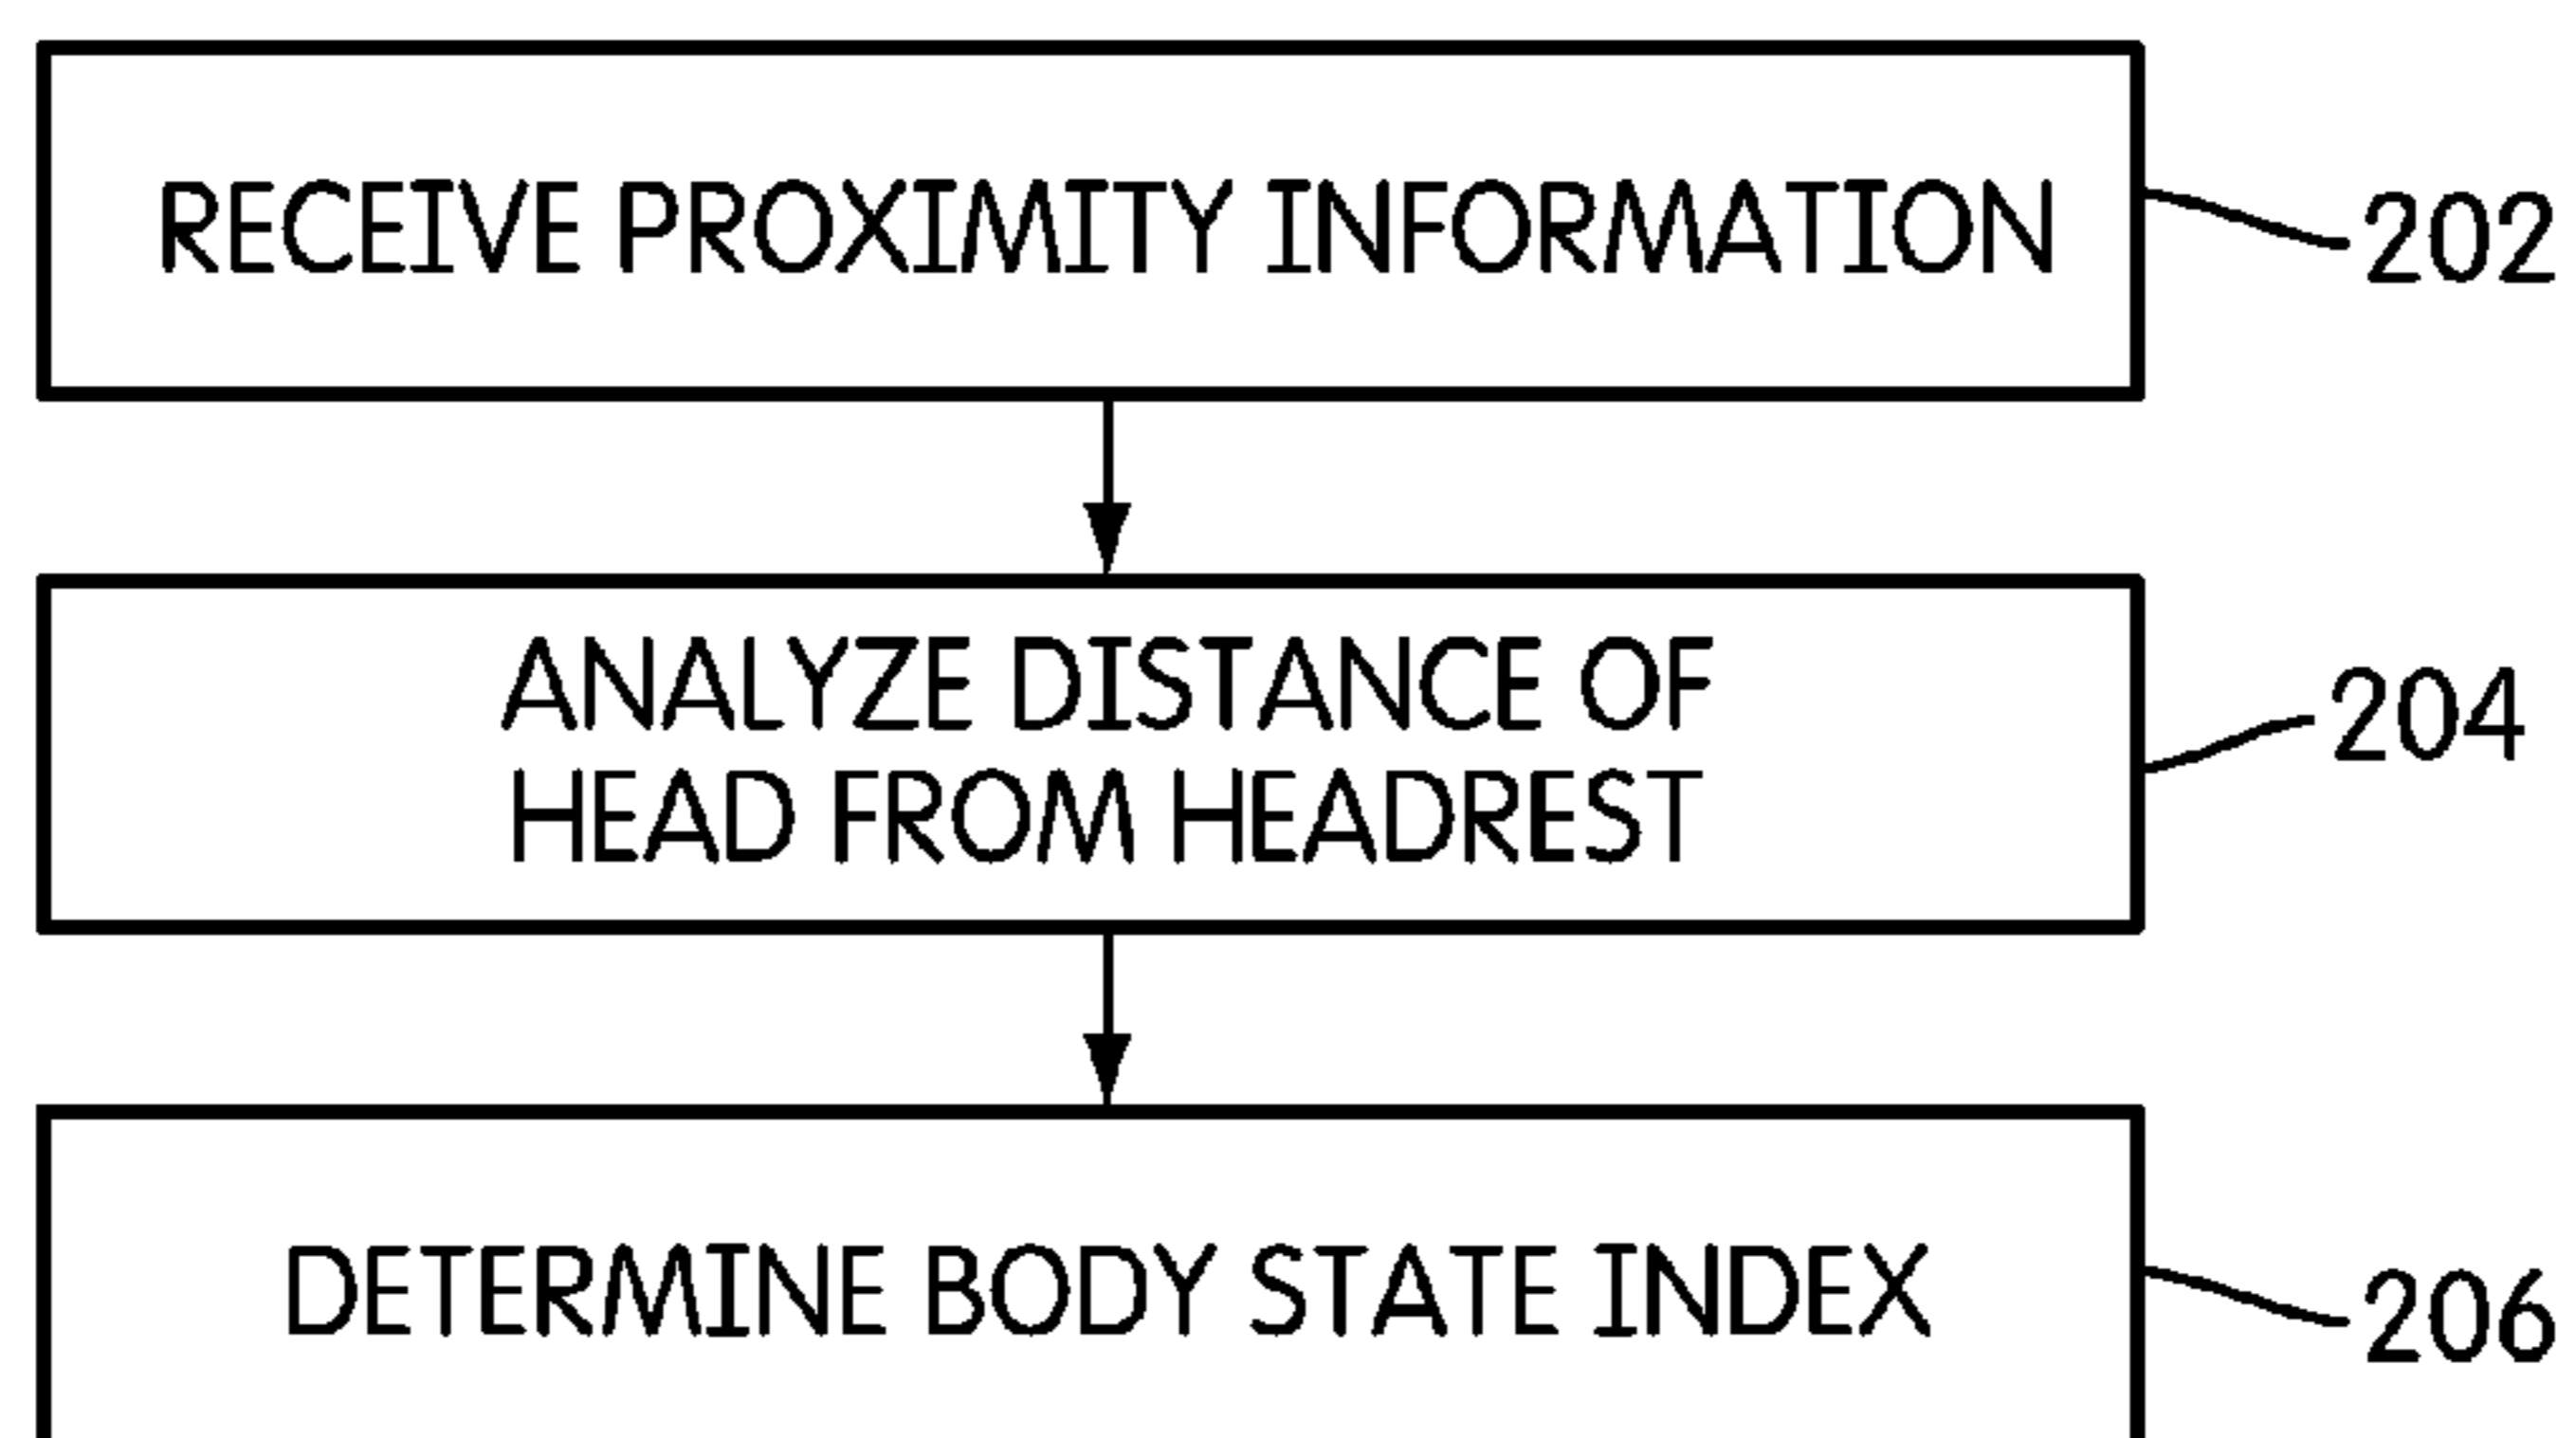 RECEIVE PROXIMITY INFORMATION
202
ANALYZE DISTANCE OF
HEAD FROM HEADREST
204
DETERMINE BODY STATE INDEX
206